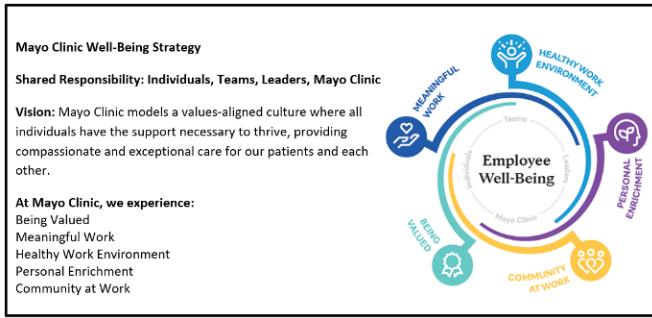 Mayo Clinic Well-Being Strategy
Shared Responsibility: Individuals, Teams, Leaders, Mayo Clinic
Vision: Mayo Clinic models a values-aligned culture where all
individuals have the support necessary to thrive, providing
compassionate and exceptional care for our patients and each
other.
At Mayo Clinic, we experience:
Being Valued
Meaningful Work
Healthy Work Environment
Personal Enrichment
Community at Work
HEALTHY WORK
ENVIRONMENT
MEANINGFUL
WORK
PERSONAL
ENRICHMENT
COMMUNITY
AT WORK
BEING
VALUED
Teams
Leaders
Mayo Clinic
Individuals
Employee
Well-Being